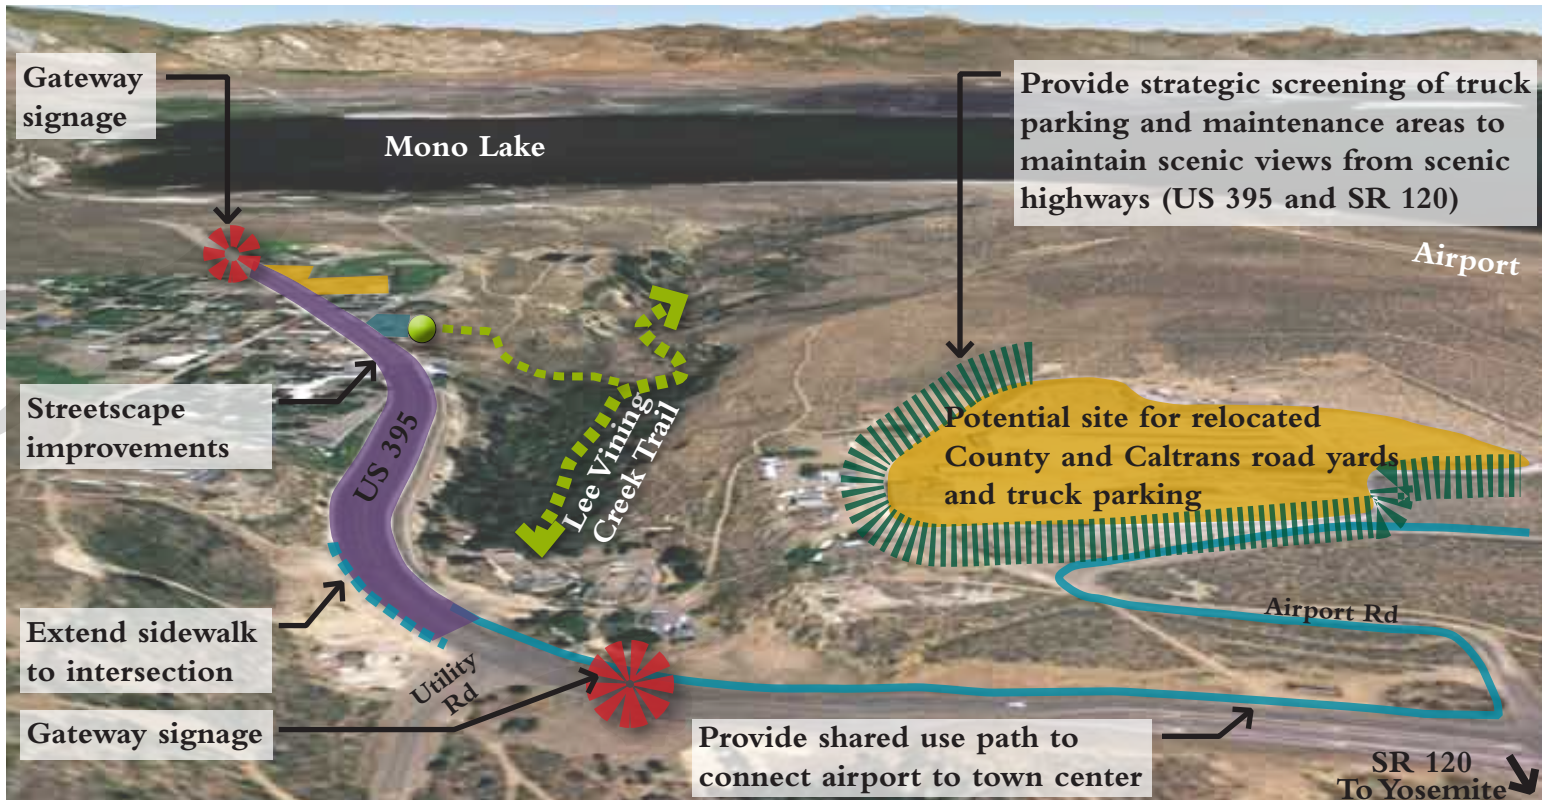 Gateway
signage
Mono Lake
Provide strategic screening of truck
parking and maintenance areas to
maintain scenic views from scenic
highways (US 395 and SR 120)
Airport
Streetscape
improvements
US 395
Lee Vining
Creek Trail
Potential site for relocated
County and Caltrans road yards
and truck parking
Airport Rd
Extend sidewalk
to intersection
Utility
Rd
Gateway signage
Provide shared use path to
connect airport to town center
SR 120
To Yosemite